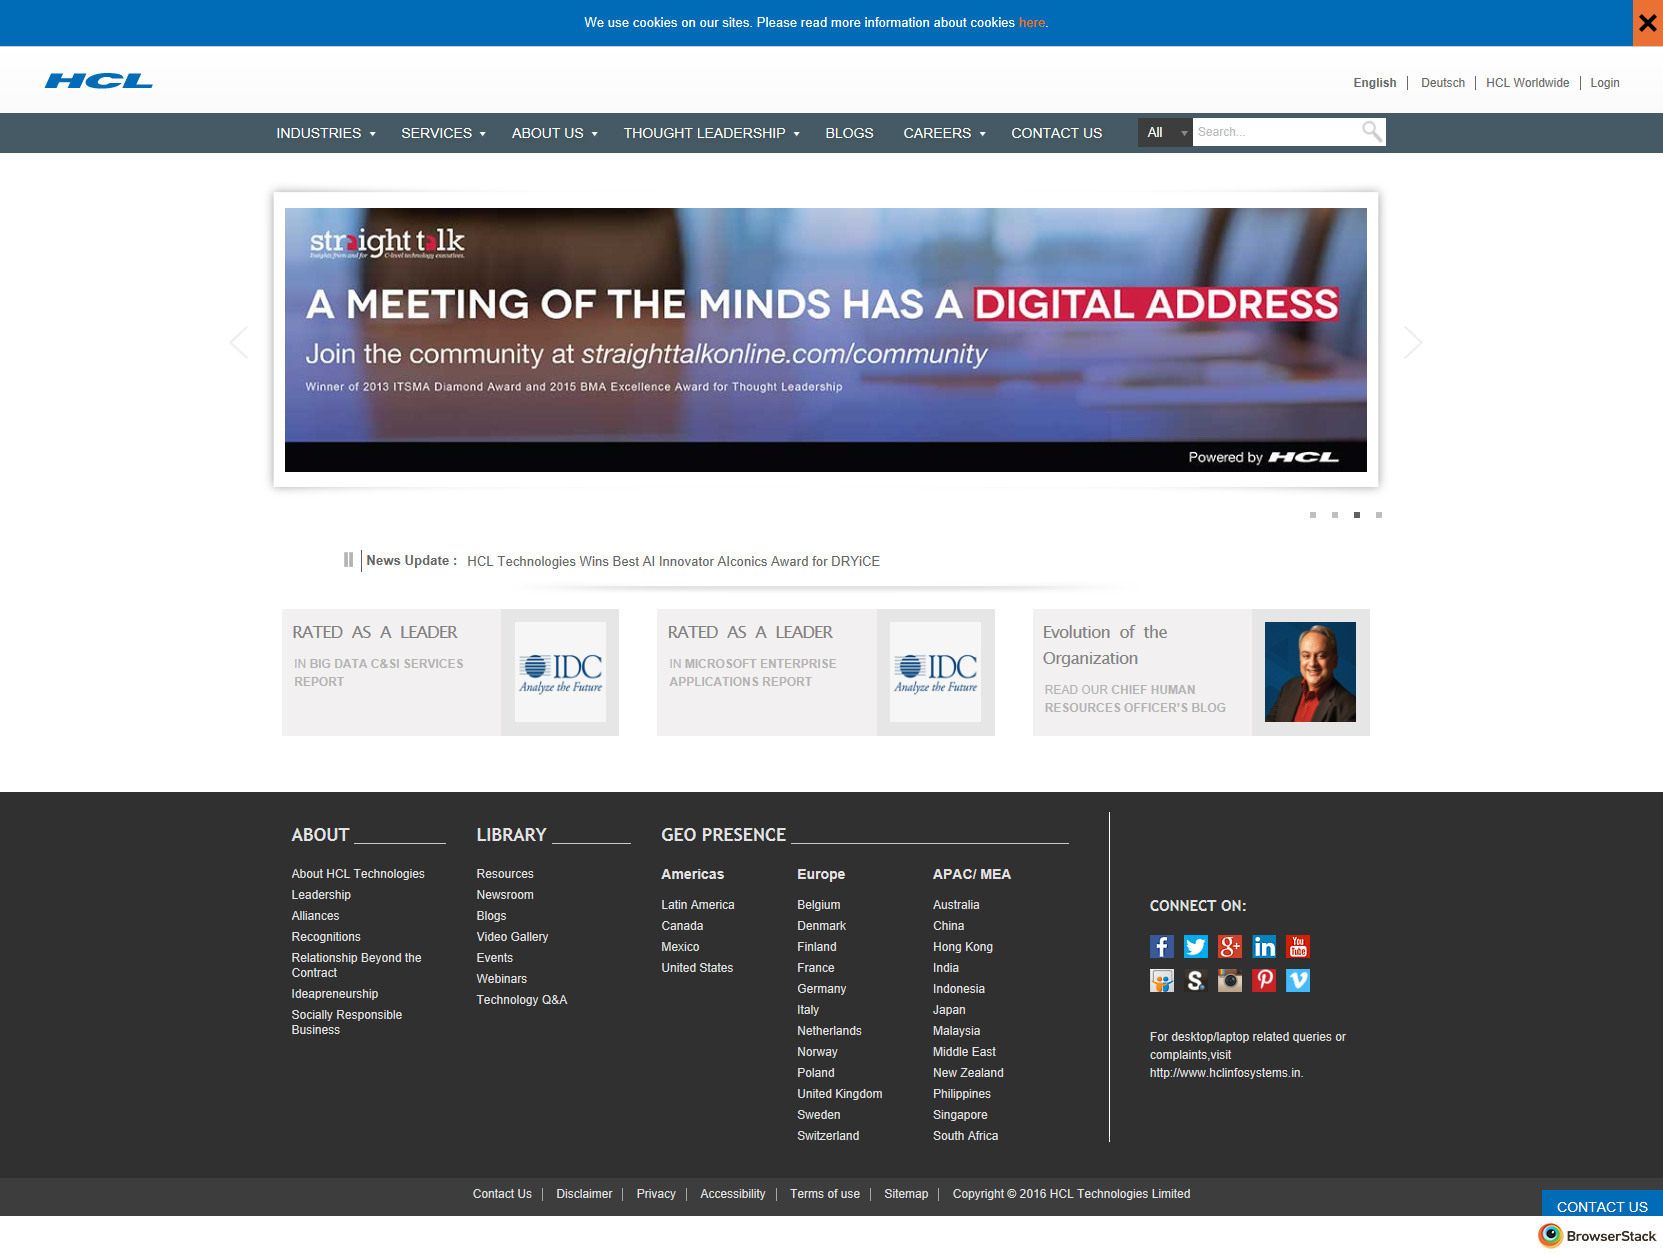 We use cookies on our sites. Please read more information about cookies here.
HCL
English
Deutsch
HCL Worldwide
Login
INDUSTRIES
SERVICES
ABOUT US
THOUGHT LEADERSHIP
BLOGS
CAREERS
CONTACT US
All
Search...
straight talk
Insights from and for C-level technology executives.
A MEETING OF THE MINDS HAS A DIGITAL ADDRESS
Join the community at straighttalkonline.com/community
Winner of 2013 ITSMA Diamond Award and 2015 BMA Excellence Award for Thought Leadership
Powered by HCL
News Update : HCL Technologies Wins Best AI Innovator AIconics Award for DRYiCE
RATED AS A LEADER
IN BIG DATA C&SI SERVICES
REPORT
IDC
Analyze the Future
RATED AS A LEADER
IN MICROSOFT ENTERPRISE
APPLICATIONS REPORT
IDC
Analyze the Future
Evolution of the
Organization
READ OUR CHIEF HUMAN
RESOURCES OFFICER'S BLOG
ABOUT
About HCL Technologies
Leadership
Alliances
Recognitions
Relationship Beyond the
Contract
Ideapreneurship
Socially Responsible
Business
LIBRARY
Resources
Newsroom
Blogs
Video Gallery
Events
Webinars
Technology Q&A
GEO PRESENCE
Americas
Latin America
Canada
Mexico
United States
Europe
Belgium
Denmark
Finland
France
Germany
Italy
Netherlands
Norway
Poland
United Kingdom
Sweden
Switzerland
APAC/ MEA
Australia
China
Hong Kong
India
Indonesia
Japan
Malaysia
Middle East
New Zealand
Philippines
Singapore
South Africa
CONNECT ON:
You Tube
For desktop/laptop related queries or
complaints,visit
http://www.hclinfosystems.in.
Contact Us
Disclaimer
Privacy
Accessibility
Terms of use
Sitemap
Copyright © 2016 HCL Technologies Limited
CONTACT US
BrowserStack